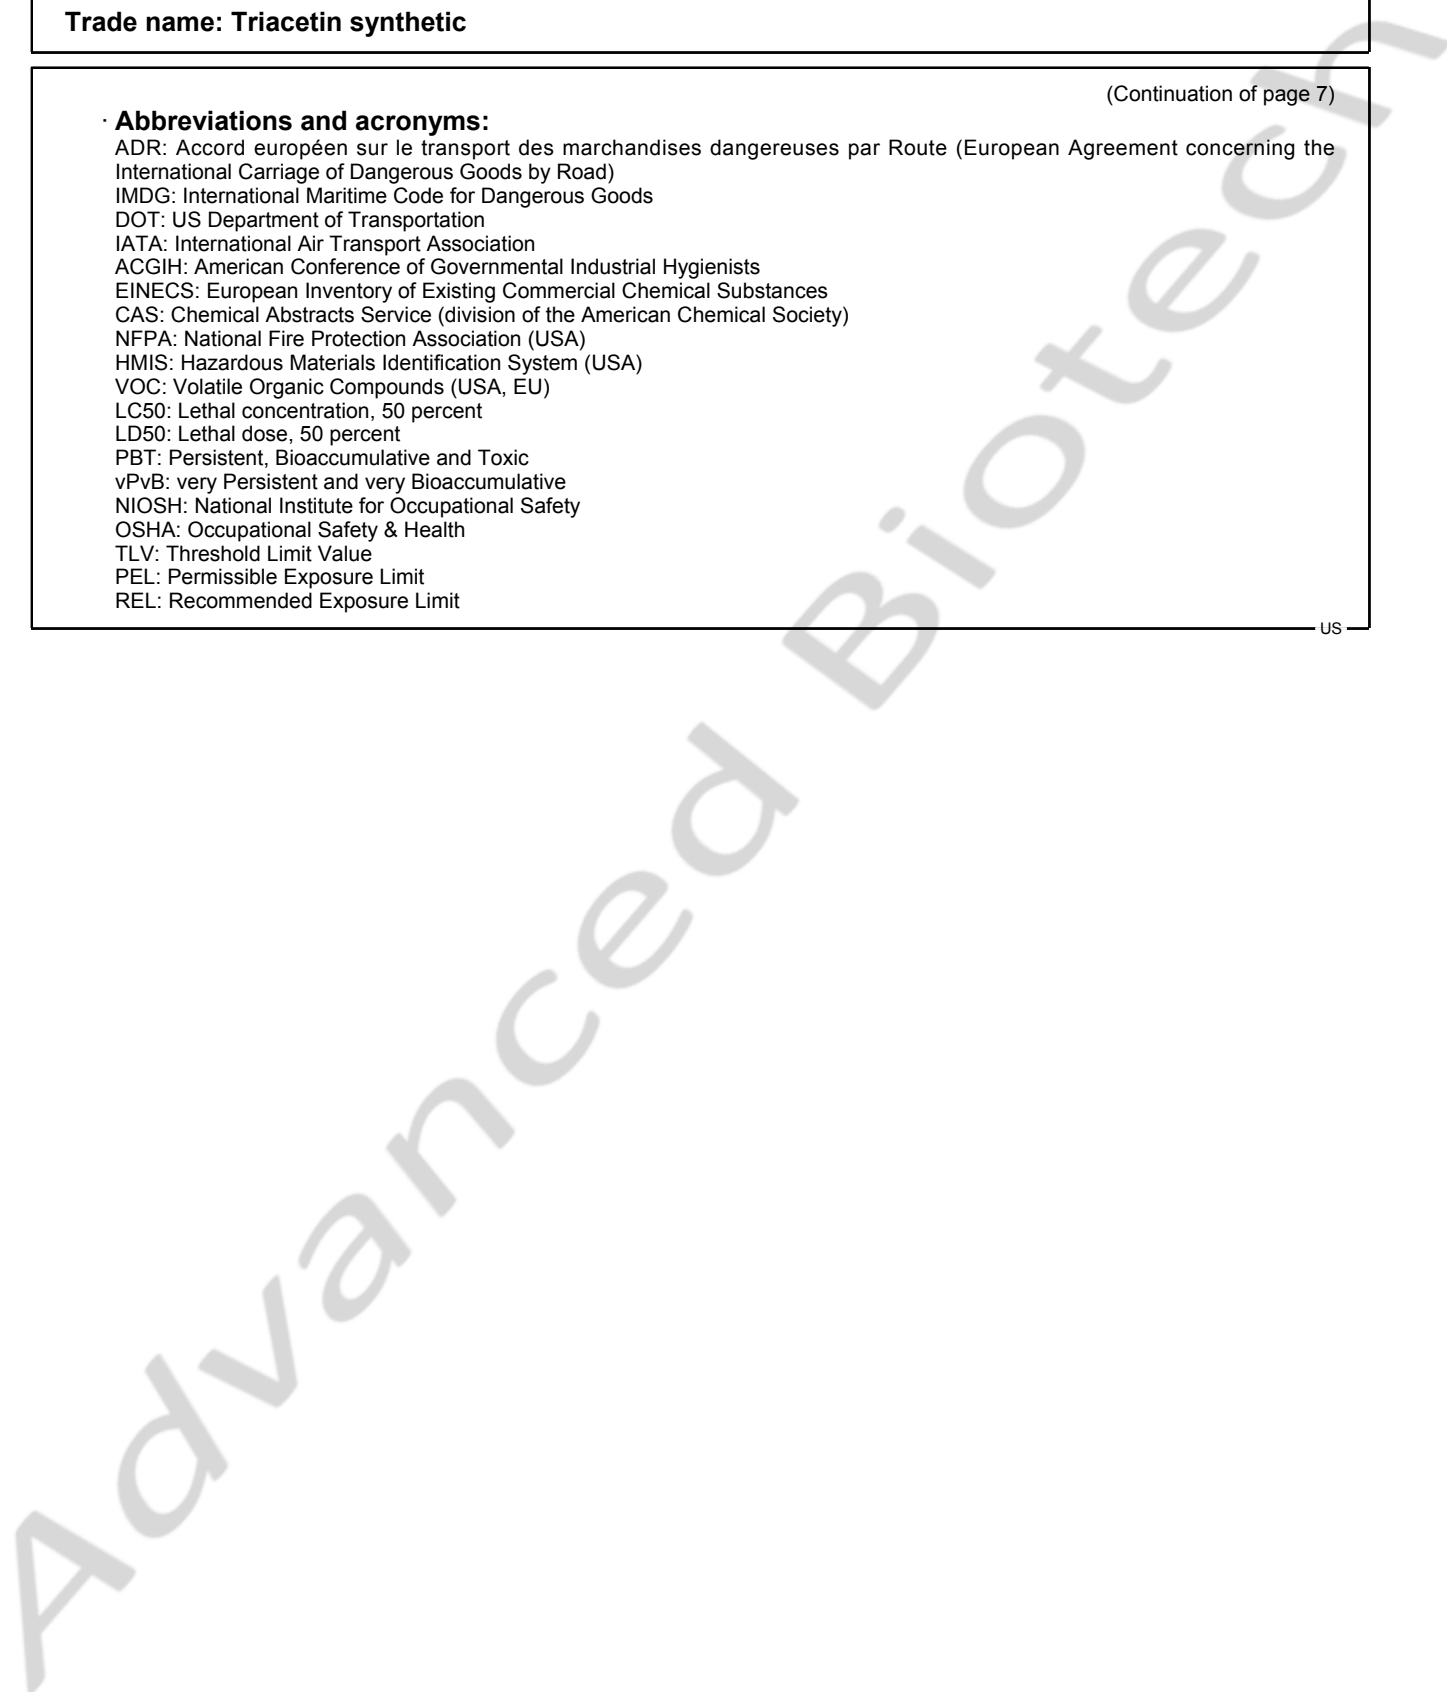 Trade name: Triacetin synthetic
(Continuation of page 7)
· Abbreviations and acronyms:
ADR: Accord européen sur le transport des marchandises dangereuses par Route (European Agreement concerning the
International Carriage of Dangerous Goods by Road)
IMDG: International Maritime Code for Dangerous Goods
DOT: US Department of Transportation
IATA: International Air Transport Association
ACGIH: American Conference of Governmental Industrial Hygienists
EINECS: European Inventory of Existing Commercial Chemical Substances
CAS: Chemical Abstracts Service (division of the American Chemical Society)
NFPA: National Fire Protection Association (USA)
HMIS: Hazardous Materials Identification System (USA)
VOC: Volatile Organic Compounds (USA, EU)
LC50: Lethal concentration, 50 percent
LD50: Lethal dose, 50 percent
PBT: Persistent, Bioaccumulative and Toxic
vPvB: very Persistent and very Bioaccumulative
NIOSH: National Institute for Occupational Safety
OSHA: Occupational Safety & Health
TLV: Threshold Limit Value
PEL: Permissible Exposure Limit
REL: Recommended Exposure Limit
US
Advanced Biotech